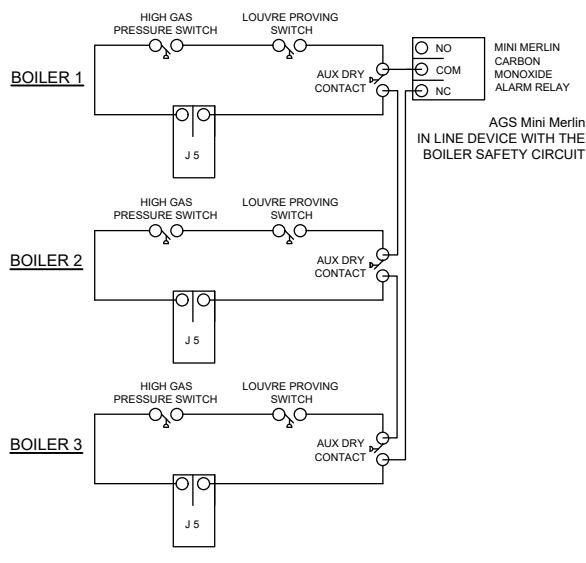 HIGH GAS
PRESSURE SWITCH
LOUVRE PROVING
SWITCH
BOILER 1
AUX DRY
CONTACT
J 5
NO
COM
NC
MINI MERLIN
CARBON
MONOXIDE
ALARM RELAY
AGS Mini Merlin
IN LINE DEVICE WITH THE
BOILER SAFETY CIRCUIT
HIGH GAS
PRESSURE SWITCH
LOUVRE PROVING
SWITCH
BOILER 2
AUX DRY
CONTACT
J 5
HIGH GAS
PRESSURE SWITCH
LOUVRE PROVING
SWITCH
BOILER 3
AUX DRY
CONTACT
J 5